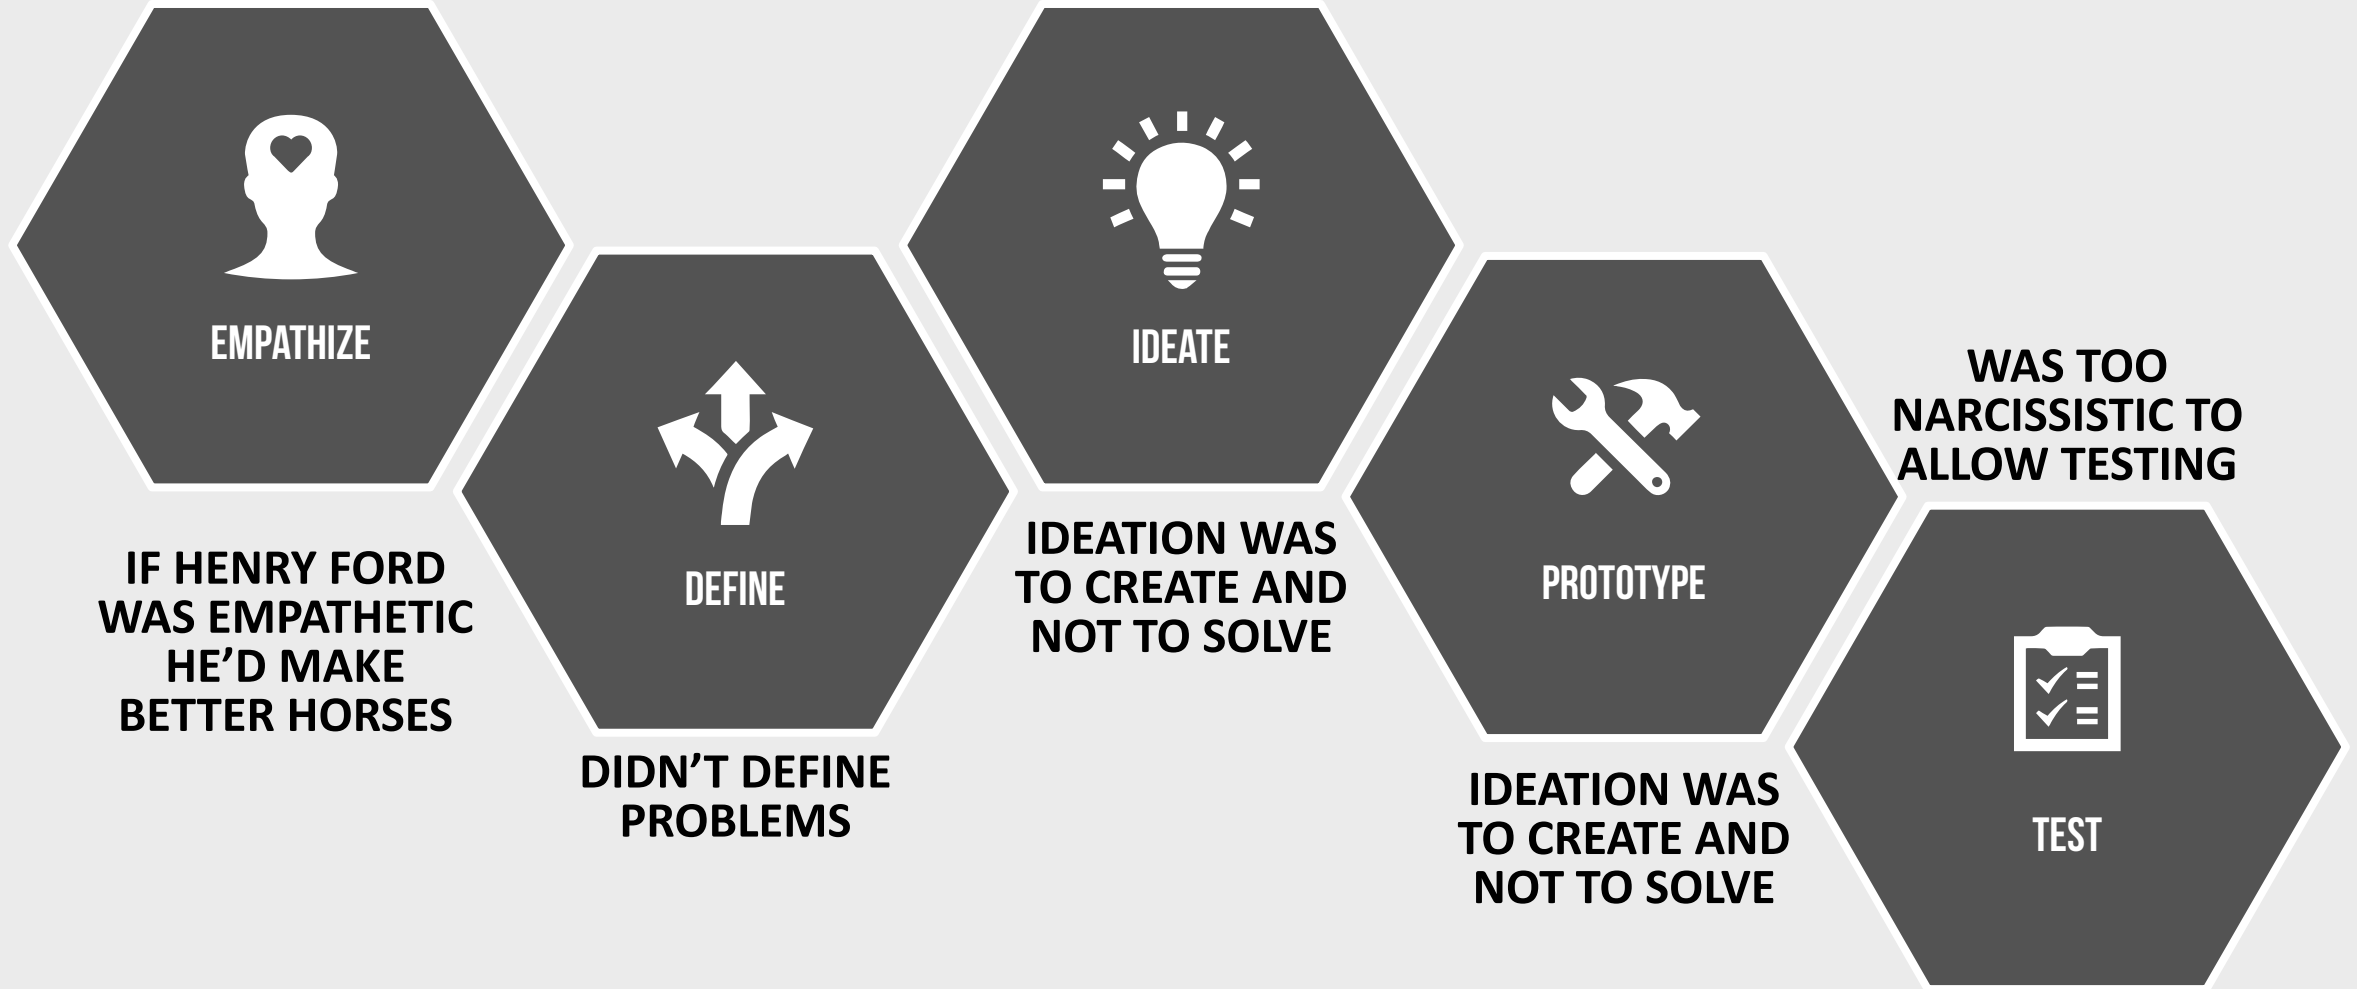 EMPATHIZE
IF HENRY FORD
WAS EMPATHETIC
HE’D MAKE
BETTER HORSES
DEFINE
DIDN’T DEFINE
PROBLEMS
IDEATE
IDEATION WAS
TO CREATE AND
NOT TO SOLVE
PROTOTYPE
IDEATION WAS
TO CREATE AND
NOT TO SOLVE
WAS TOO
NARCISSISTIC TO
ALLOW TESTING
TEST